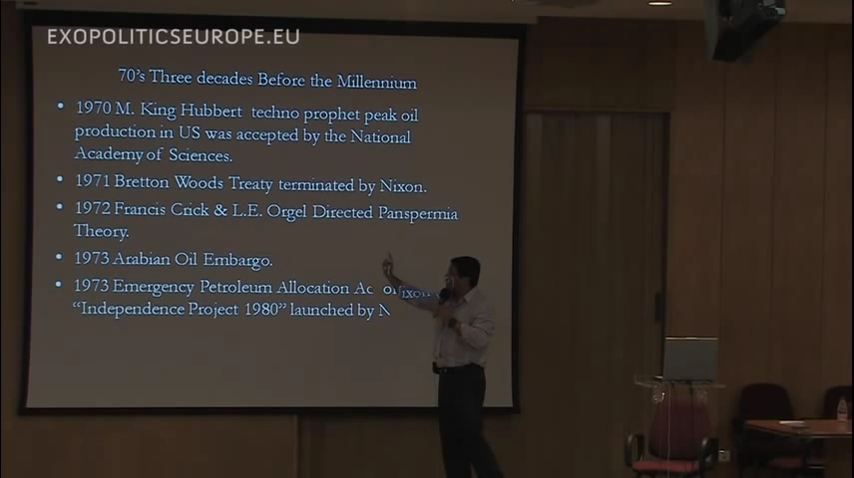 EXOPOLITICSEUROPE.EU
70's Three decades Before the Millennium
• 1970 M. King Hubbert techno prophet peak oil
production in US was accepted by the National
Academy of Sciences.
• 1971 Bretton Woods Treaty terminated by Nixon.
• 1972 Francis Crick & L.E. Orgel Directed Panspermia
Theory.
• 1973 Arabian Oil Embargo.
• 1973 Emergency Petroleum Allocation
"Independence Project 1980" launched by